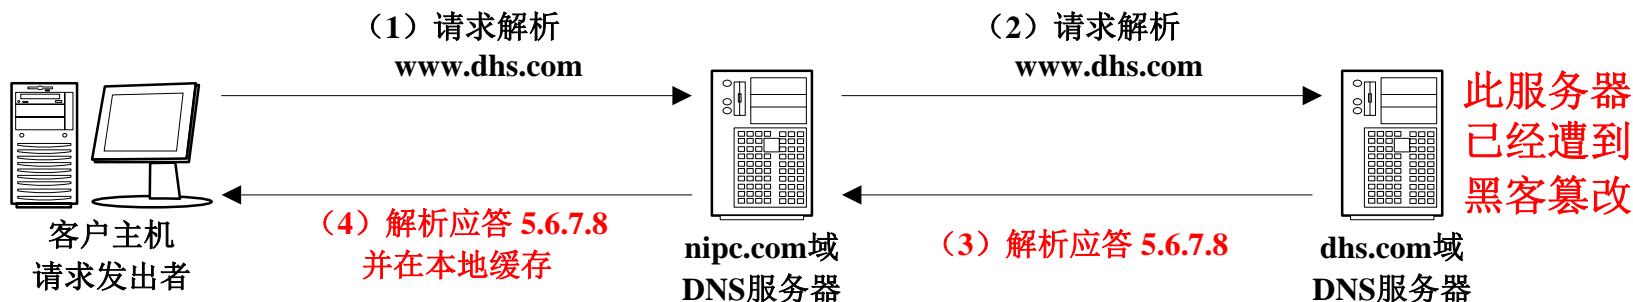 （1）请求解析
www.dhs.com
（2）请求解析
www.dhs.com
此服务器
已经遭到
黑客篡改
客户主机
请求发出者
（4）解析应答 5.6.7.8
并在本地缓存
nipc.com域
DNS服务器
（3）解析应答 5.6.7.8
dhs.com域
DNS服务器